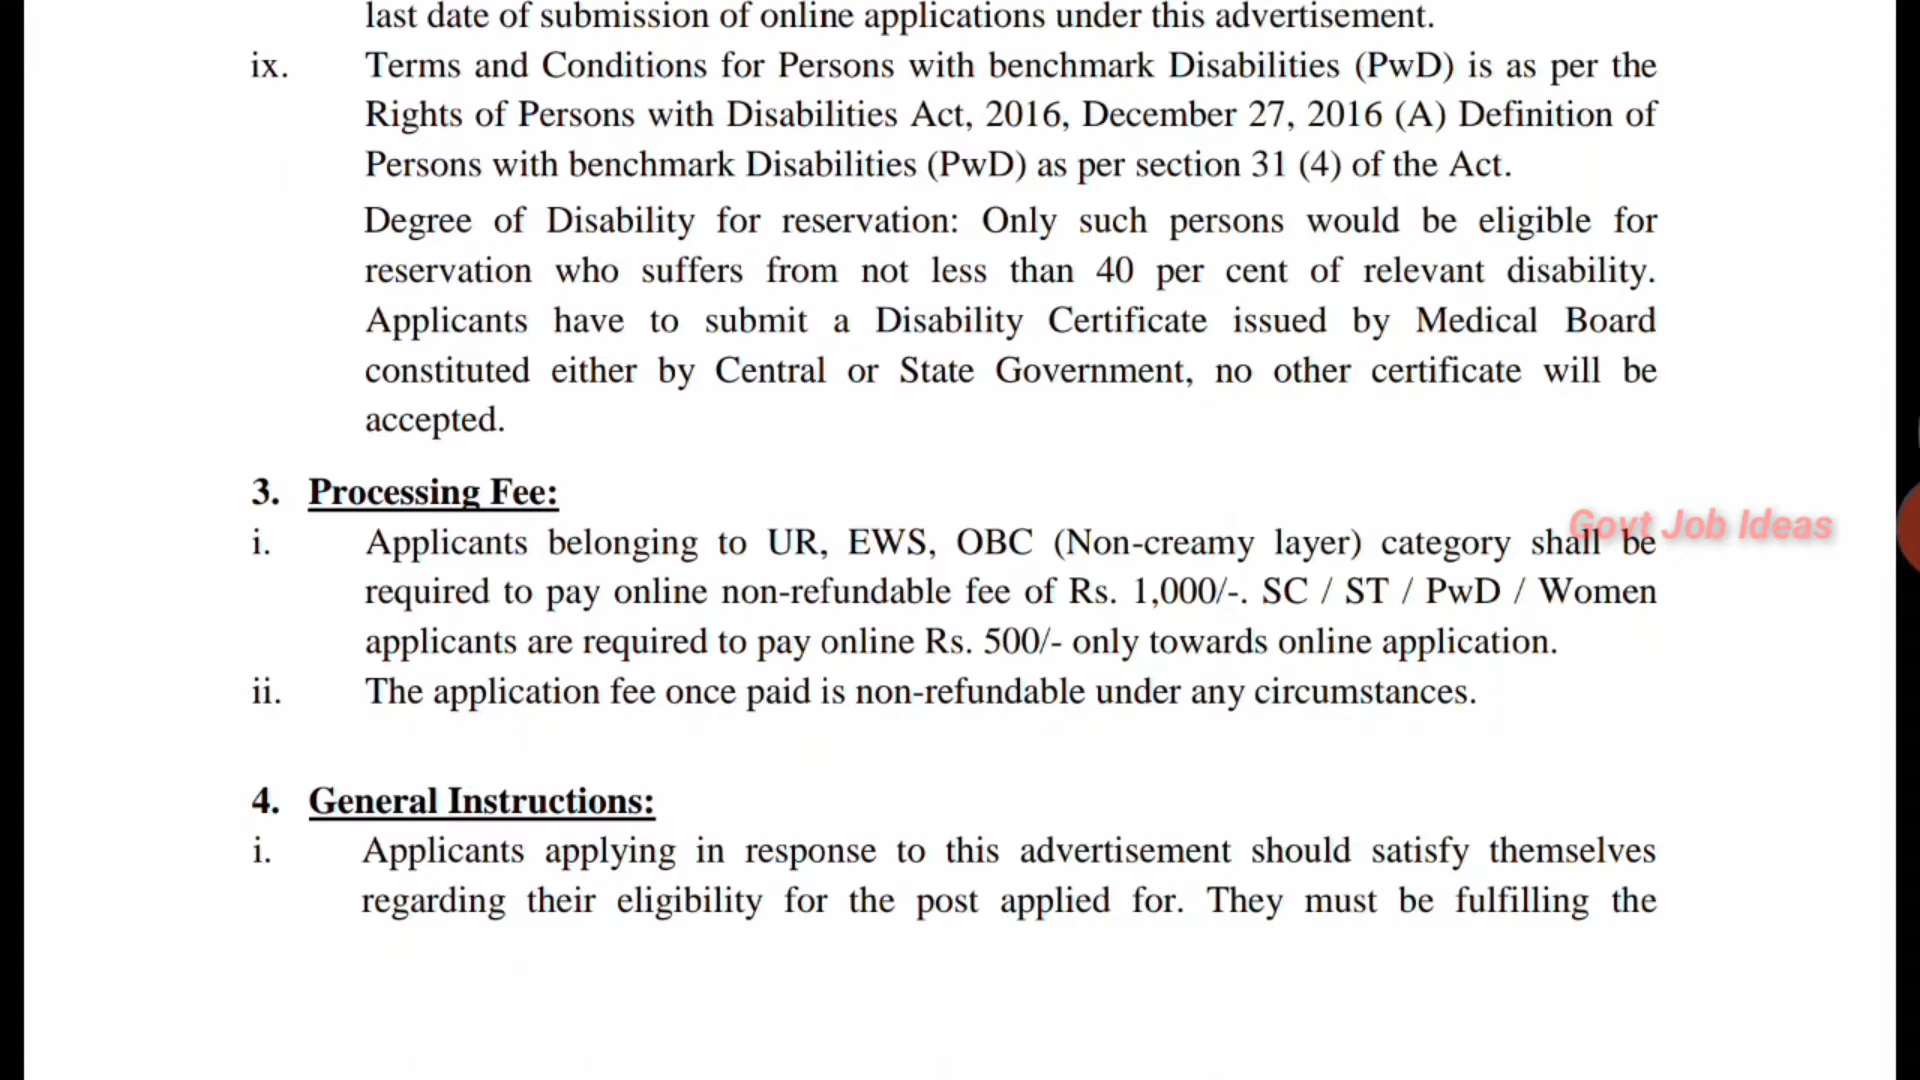 last date of submission of online applications under this advertisement.
ix. Terms and Conditions for Persons with benchmark Disabilities (PwD) is as per the
Rights of Persons with Disabilities Act, 2016, December 27, 2016 (A) Definition of
Persons with benchmark Disabilities (PwD) as per section 31 (4) of the Act.
Degree of Disability for reservation: Only such persons would be eligible for
reservation who suffers from not less than 40 per cent of relevant disability.
Applicants have to submit a Disability Certificate issued by Medical Board
constituted either by Central or State Government, no other certificate will be
accepted.
3. Processing Fee:
Govt Job Ideas
i. Applicants belonging to UR, EWS, OBC (Non-creamy layer) category shall be
required to pay online non-refundable fee of Rs. 1,000/-. SC / ST / PwD / Women
applicants are required to pay online Rs. 500/- only towards online application.
ii. The application fee once paid is non-refundable under any circumstances.
4. General Instructions:
i. Applicants applying in response to this advertisement should satisfy themselves
regarding their eligibility for the post applied for. They must be fulfilling the